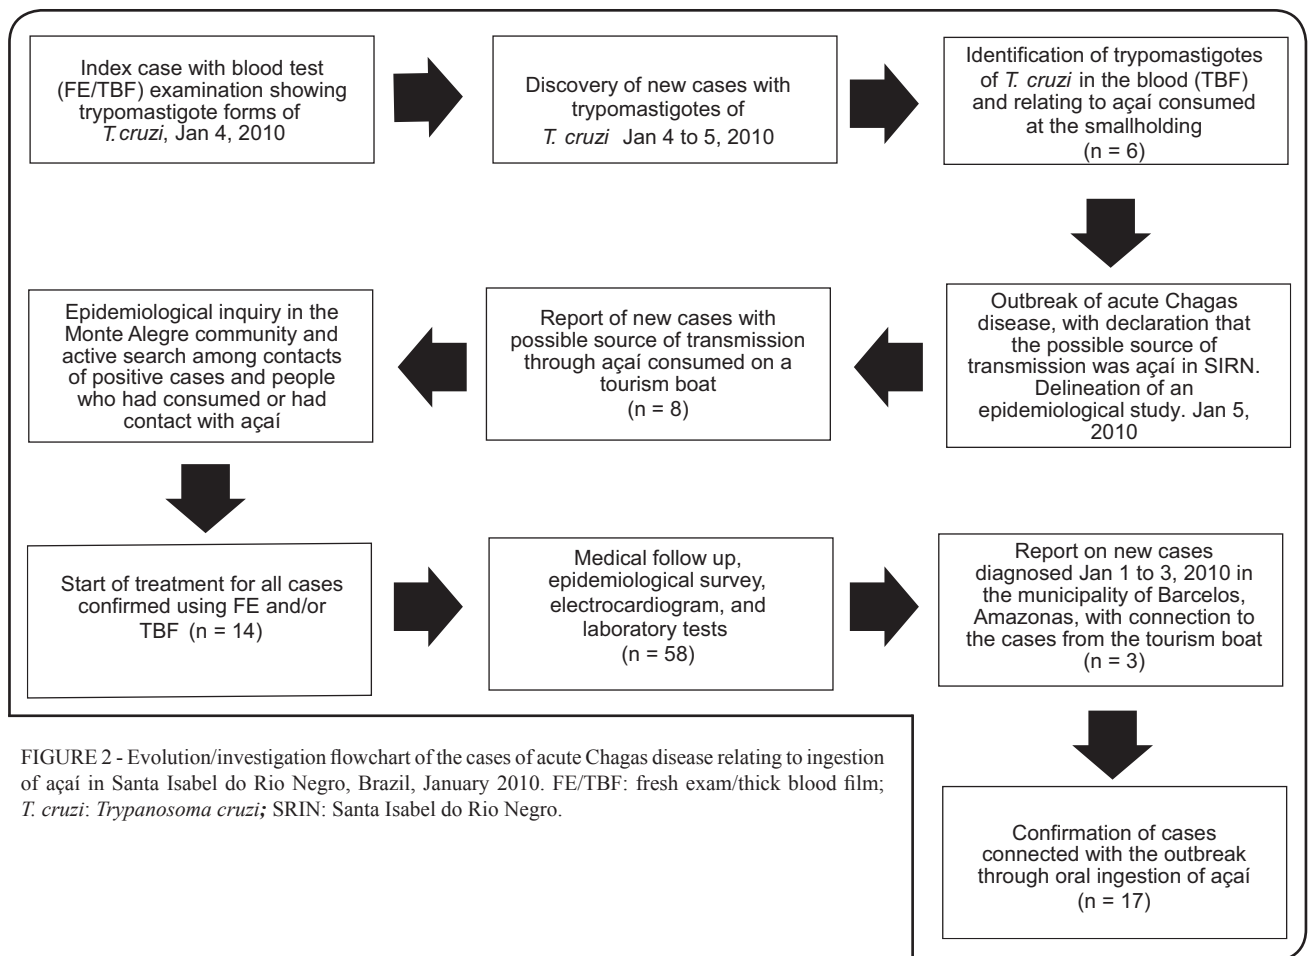 Index case with blood test
(FE/TBF) examination showing
trypomastigote forms of
T. cruzi, Jan 4, 2010
Discovery of new cases with
trypomastigotes of
T. cruzi Jan 4 to 5, 2010
Identification of trypomastigotes
of T. cruzi in the blood (TBF)
and relating to açaí consumed
at the smallholding
(n = 6)
Outbreak of acute Chagas
disease, with declaration that
the possible source of
transmission was açaí in SIRN.
Delineation of an
epidemiological study. Jan 5,
2010
Report of new cases with
possible source of transmission
through açaí consumed on a
tourism boat
(n = 8)
Epidemiological inquiry in the
Monte Alegre community and
active search among contacts
of positive cases and people
who had consumed or had
contact with açaí
Start of treatment for all cases
confirmed using FE and/or
TBF (n = 14)
Medical follow up,
epidemiological survey,
electrocardiogram, and
laboratory tests
(n = 58)
Report on new cases
diagnosed Jan 1 to 3, 2010 in
the municipality of Barcelos,
Amazonas, with connection to
the cases from the tourism boat
(n = 3)
Confirmation of cases
connected with the outbreak
through oral ingestion of açaí
(n = 17)
FIGURE 2 - Evolution/investigation flowchart of the cases of acute Chagas disease relating to ingestion
of açaí in Santa Isabel do Rio Negro, Brazil, January 2010. FE/TBF: fresh exam/thick blood film;
T. cruzi: Trypanosoma cruzi; SRIN: Santa Isabel do Rio Negro.